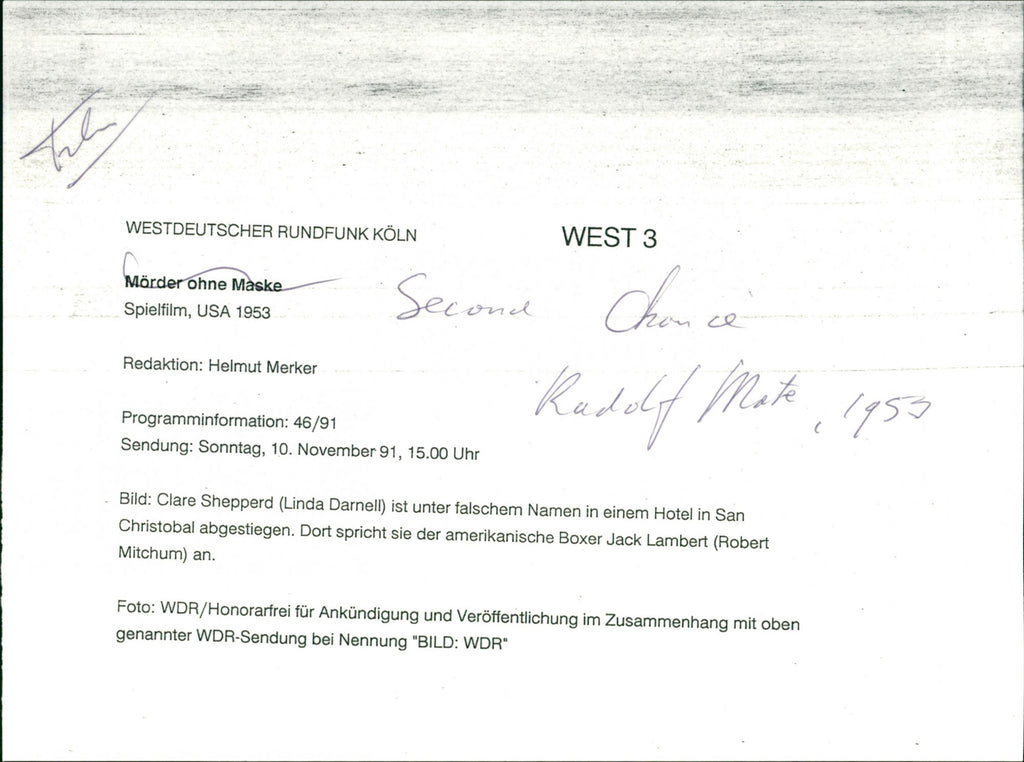 Film
WESTDEUTSCHER RUNDFUNK KÖLN
WEST 3
Mörder ohne Maske
Second Chance
Spielfilm, USA 1953
Redaktion: Helmut Merker
Rudolf Mate, 1953
Programminformation: 46/91
Sendung: Sonntag, 10. November 91, 15.00 Uhr
Bild: Clare Shepperd (Linda Darnell) ist unter falschem Namen in einem Hotel in San
Christobal abgestiegen. Dort spricht sie der amerikanische Boxer Jack Lambert (Robert
Mitchum) an.
Foto: WDR/Honorarfrei für Ankündigung und Veröffentlichung im Zusammenhang mit oben
genannter WDR-Sendung bei Nennung "BILD: WDR"